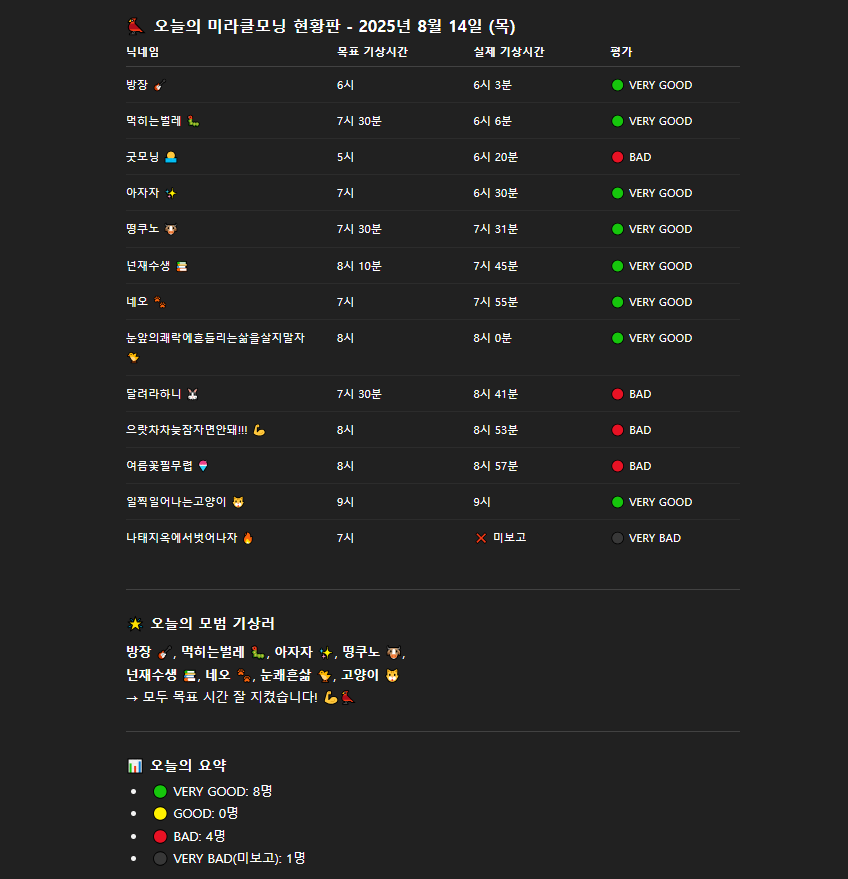 오늘의 미라클모닝 현황판 - 2025년 8월 14일 (목)
닉네임 목표 기상시간 실제 기상시간 평가
방장 🎸 6시 6시 3분 🟢 VERY GOOD
먹히는벌레 🐛 7시 30분 6시 6분 🟢 VERY GOOD
굿모닝 🌅 5시 6시 20분 🔴 BAD
아자자 ✨ 7시 6시 30분 🟢 VERY GOOD
떵쿠노 🐮 7시 30분 7시 31분 🟢 VERY GOOD
넌재수생 📚 8시 10분 7시 45분 🟢 VERY GOOD
네오 🐾 7시 7시 55분 🟢 VERY GOOD
눈앞의쾌락에흔들리는삶을살지말자 8시 8시 0분 🟢 VERY GOOD
🐤
달려라하니 🐰 7시 30분 8시 41분 🔴 BAD
으랏차차늦잠자면안돼!!! 💪 8시 8시 53분 🔴 BAD
여름꽃필무렵 🍧 8시 8시 57분 🔴 BAD
일찍일어나는고양이 🐱 9시 9시 🟢 VERY GOOD
나태지옥에서벗어나자 🔥 7시 ❌ 미보고 ⚫ VERY BAD
🌟 오늘의 모범 기상러
방장 🎸, 먹히는벌레 🐛, 아자자 ✨, 떵쿠노 🐮,
넌재수생 📚, 네오 🐾, 눈쾌흔삶 🐤, 고양이 🐱
→ 모두 목표 시간 잘 지켰습니다! 💪🐦
📊 오늘의 요약
• 🟢 VERY GOOD: 8명
• 🟡 GOOD: 0명
• 🔴 BAD: 4명
• ⚫ VERY BAD(미보고): 1명